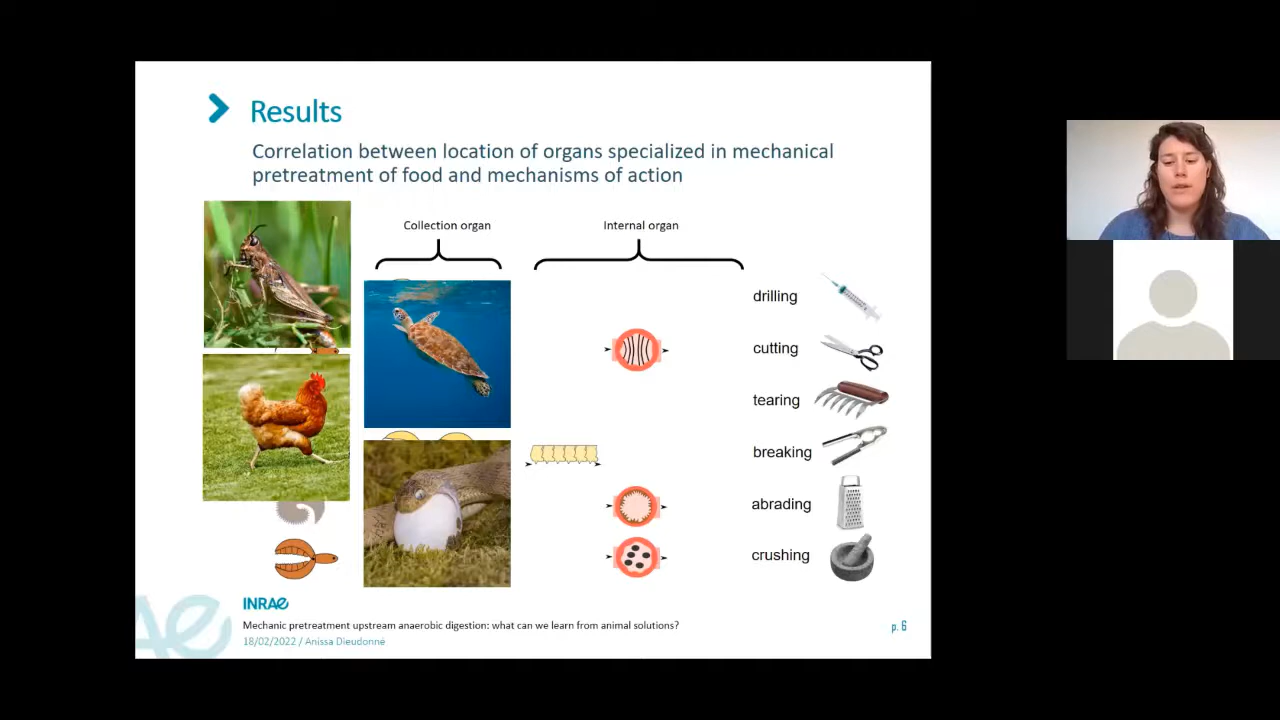 Results
Correlation between location of organs specialized in mechanical
pretreatment of food and mechanisms of action
Collection organ
Internal organ
drilling
cutting
tearing
breaking
abrading
crushing
INRAE
Mechanic pretreatment upstream anaerobic digestion: what can we learn from animal solutions?
18/02/2022 / Anissa Dieudonné
p. 6